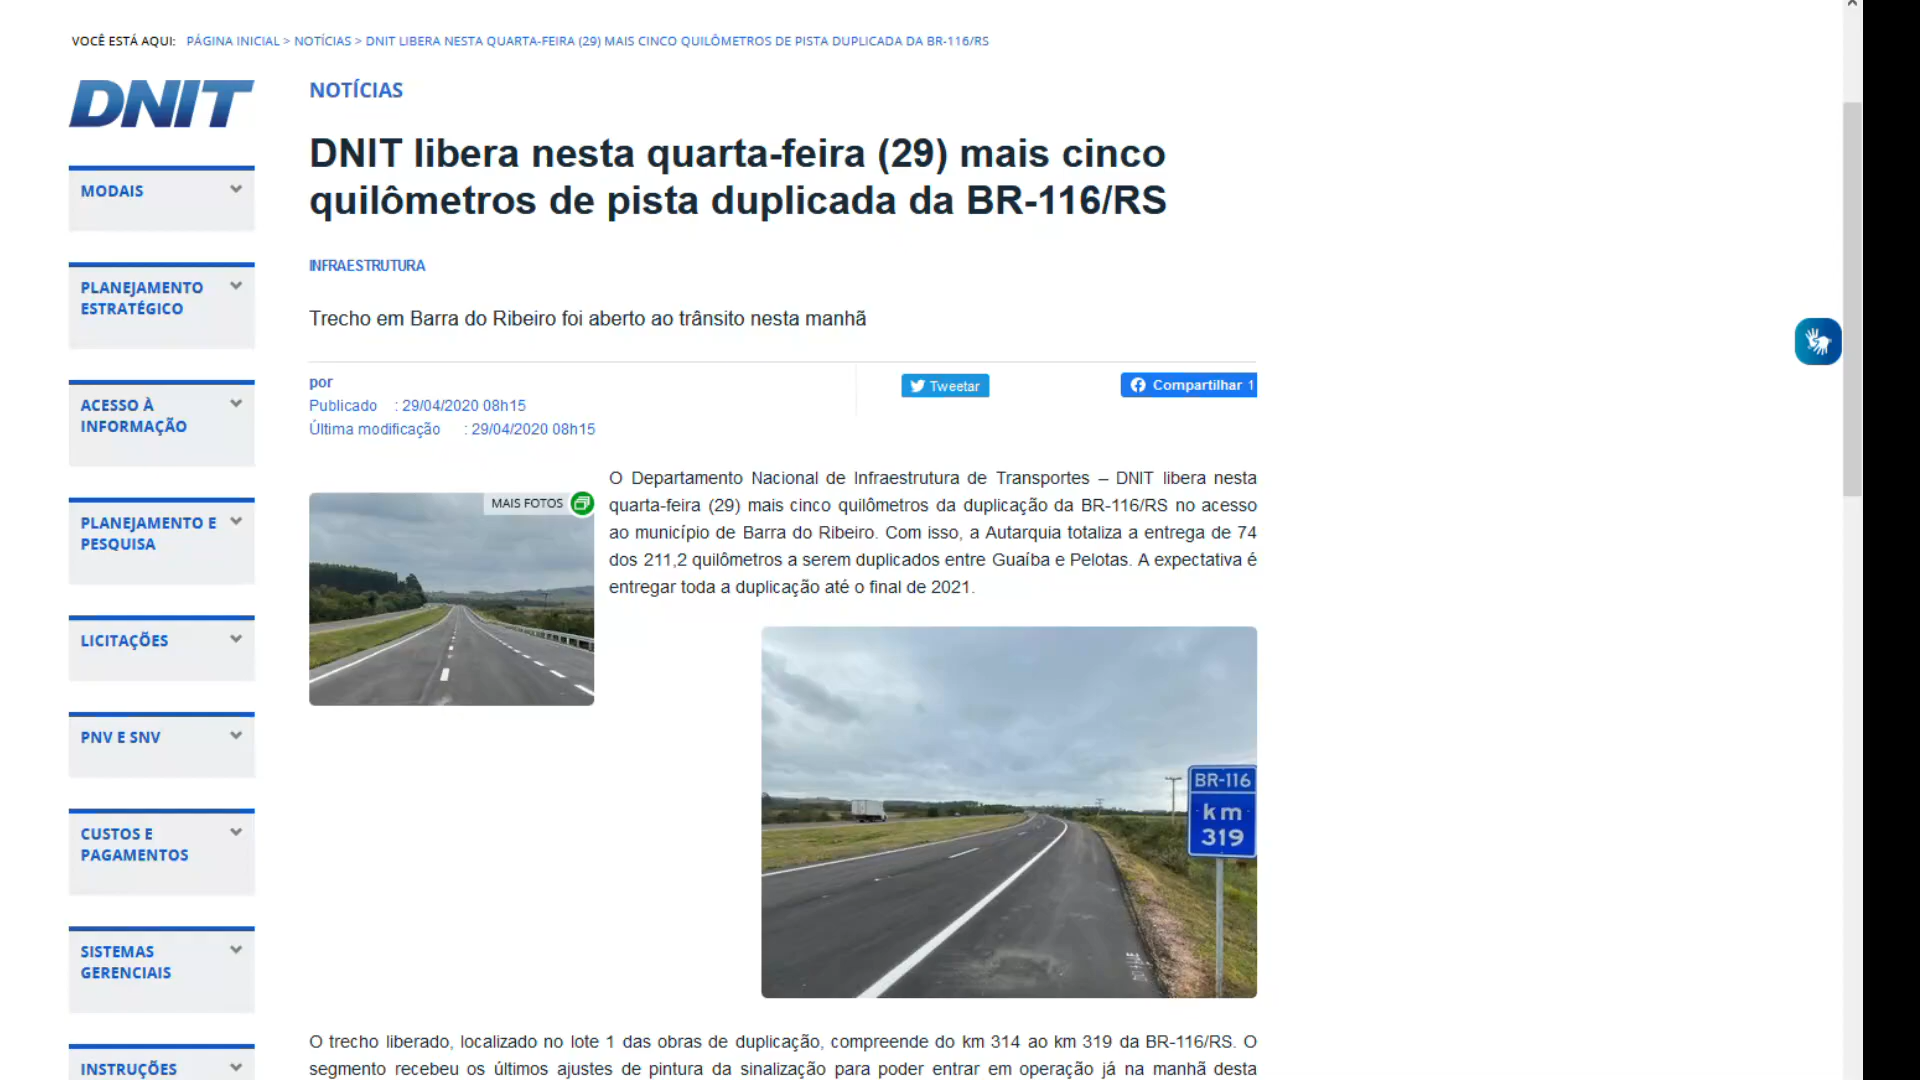 VOCÊ ESTÁ AQUI: PÁGINA INICIAL > NOTÍCIAS > DNIT LIBERA NESTA QUARTA-FEIRA (29) MAIS CINCO QUILÔMETROS DE PISTA DUPLICADA DA BR-116/RS
DNIT
MODAIS
PLANEJAMENTO
ESTRATÉGICO
ACESSO À
INFORMAÇÃO
PLANEJAMENTO E
PESQUISA
LICITAÇÕES
PNV E SNV
CUSTOS E
PAGAMENTOS
SISTEMAS
GERENCIAIS
INSTRUÇÕES
NOTÍCIAS
DNIT libera nesta quarta-feira (29) mais cinco
quilômetros de pista duplicada da BR-116/RS
INFRAESTRUTURA
Trecho em Barra do Ribeiro foi aberto ao trânsito nesta manhã
por
Publicado : 29/04/2020 08h15
Última modificação : 29/04/2020 08h15
Tweetar
Compartilhar 1
MAIS FOTOS
O Departamento Nacional de Infraestrutura de Transportes – DNIT libera nesta
quarta-feira (29) mais cinco quilômetros da duplicação da BR-116/RS no acesso
ao município de Barra do Ribeiro. Com isso, a Autarquia totaliza a entrega de 74
dos 211,2 quilômetros a serem duplicados entre Guaíba e Pelotas. A expectativa é
entregar toda a duplicação até o final de 2021.
BR-116
km
319
O trecho liberado, localizado no lote 1 das obras de duplicação, compreende do km 314 ao km 319 da BR-116/RS. O
segmento recebeu os últimos ajustes de pintura da sinalização para poder entrar em operação já na manhã desta